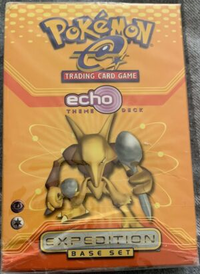 POKéMON
e
TRADING CARD GAME
echo
THEME DECK
EXPEDITION
BASE SET